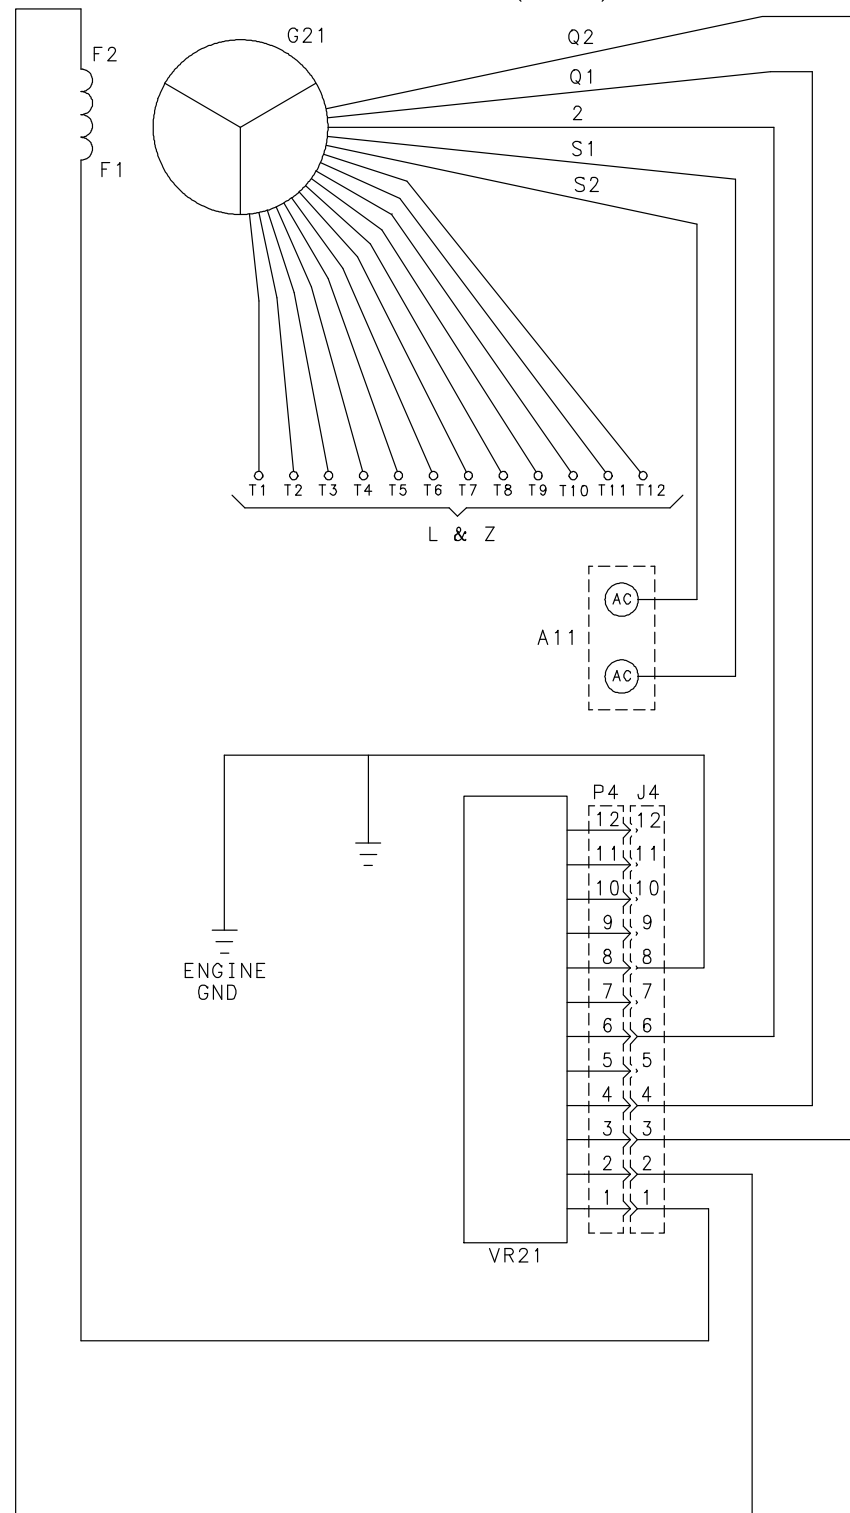 F2
G21
Q2
Q1
2
S1
S2
F1
T1 T2 T3 T4 T5 T6 T7 T8 T9 T10 T11 T12
L & Z
AC
A11
AC
P4 J4
12 12
11 11
10 10
9 9
8 8
7 7
6 6
5 5
4 4
3 3
2 2
1 1
ENGINE
GND
VR21